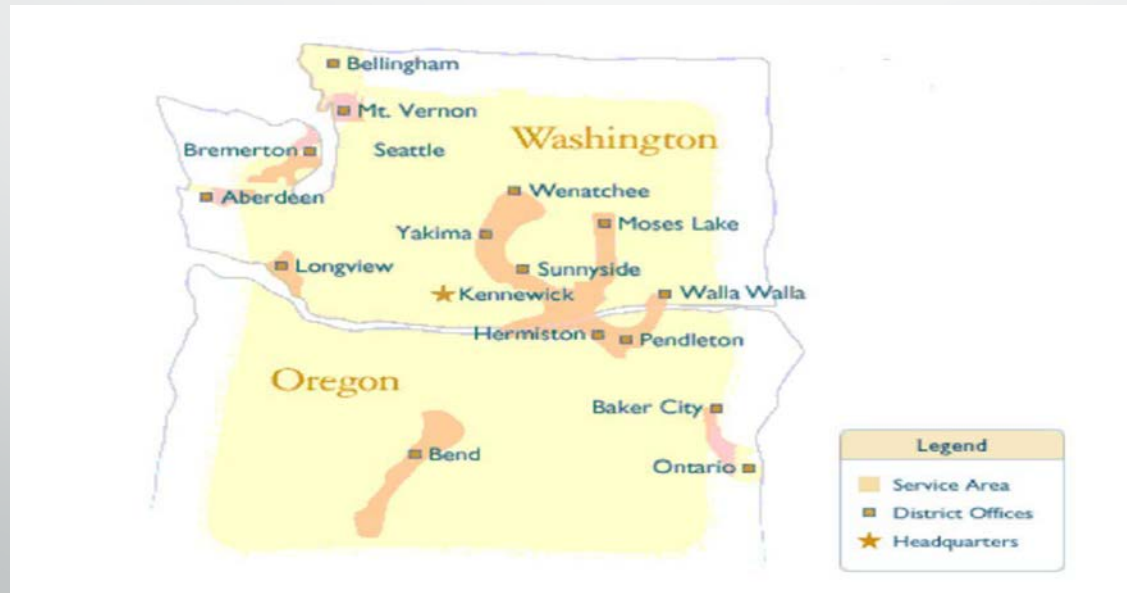 Bellingham
Mt. Vernon
Washington
Bremerton
Seattle
Wenatchee
Aberdeen
Moses Lake
Yakima
Longview
Sunnyside
Kennewick
Walla Walla
Hermiston
Pendleton
Oregon
Baker City
Bend
Ontario
Legend
Service Area
District Offices
Headquarters